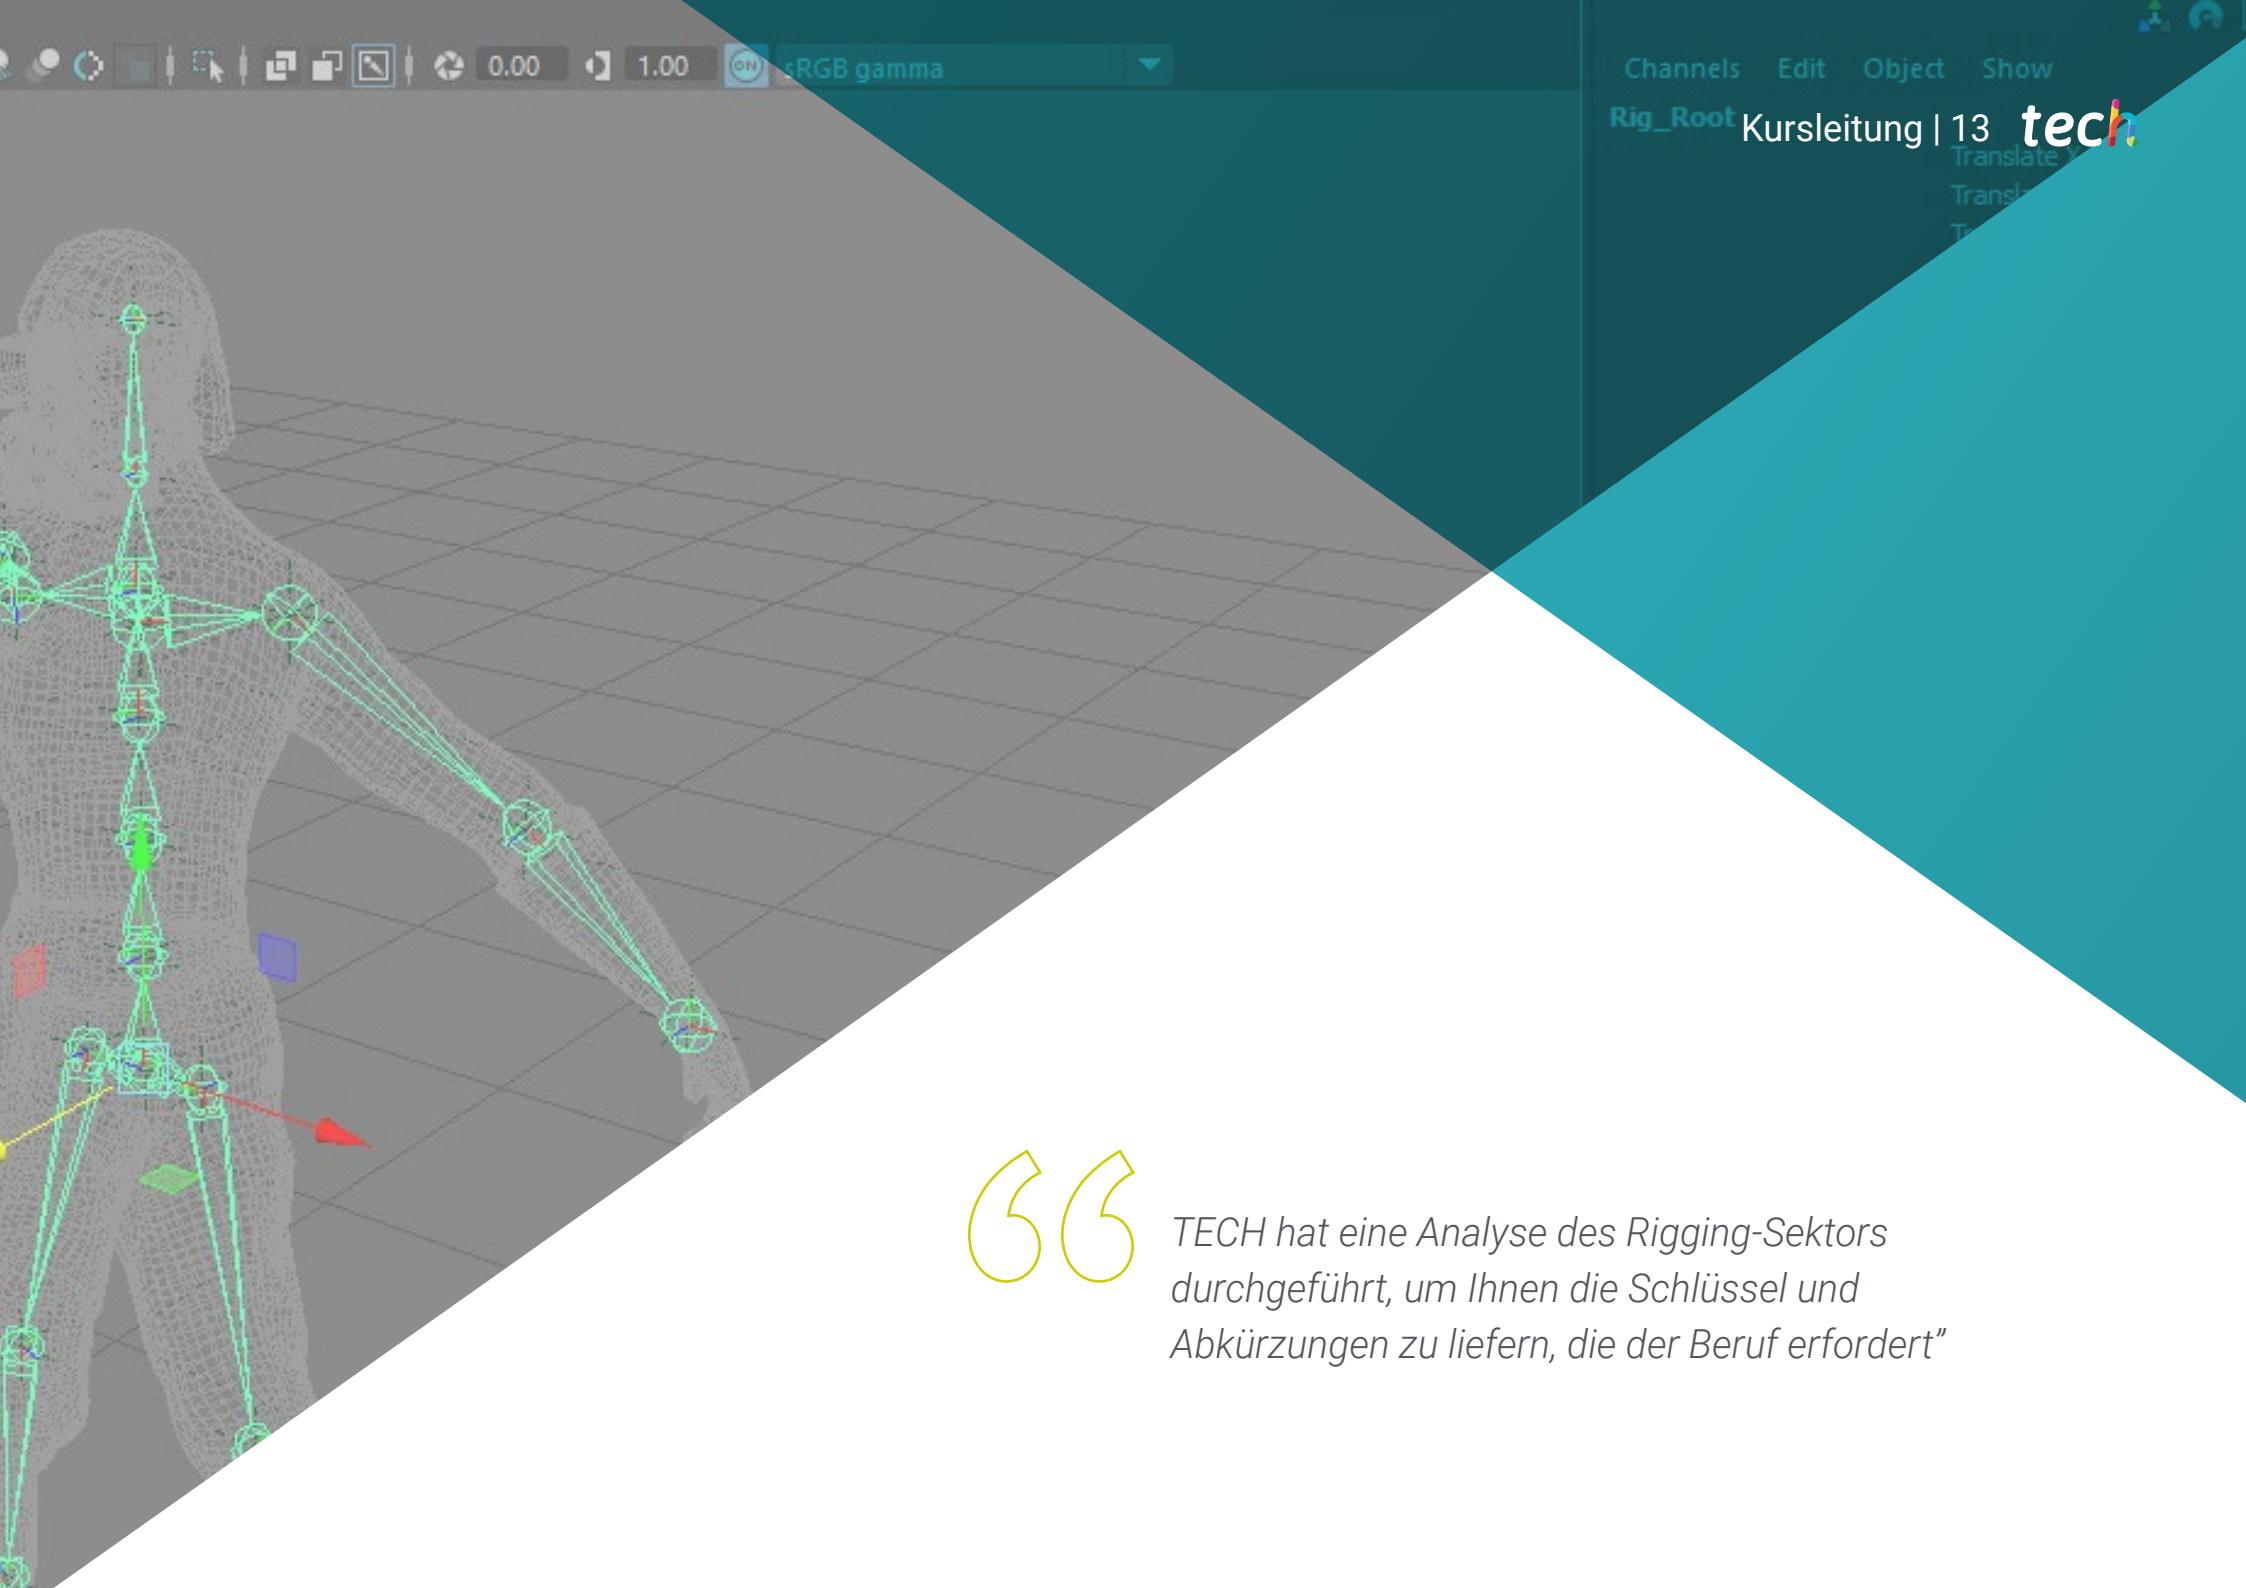 0.00 1.00 ON sRGB gamma
Channels Edit Object Show
Rig_Root
Kursleitung | 13 tech
Translate
TECH hat eine Analyse des Rigging-Sektors
durchgeführt, um Ihnen die Schlüssel und
Abkürzungen zu liefern, die der Beruf erfordert”